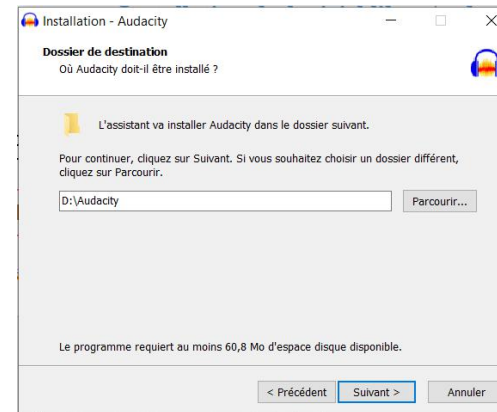 Installation - Audacity
Dossier de destination
Où Audacity doit-il être installé ?
L'assistant va installer Audacity dans le dossier suivant.
Pour continuer, cliquez sur Suivant. Si vous souhaitez choisir un dossier différent,
cliquez sur Parcourir.
D:\Audacity
Parcourir...
Le programme requiert au moins 60,8 Mo d'espace disque disponible.
< Précédent
Suivant >
Annuler